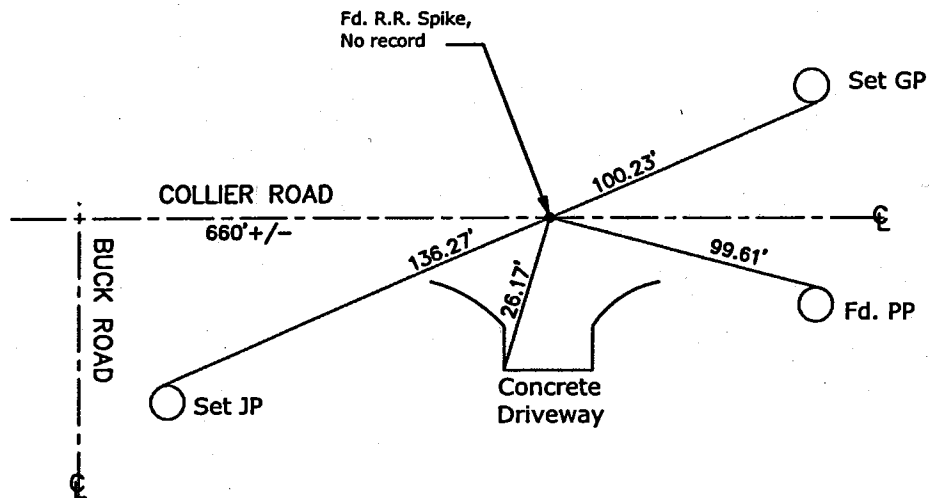 Fd. R.R. Spike,
No record
Set GP
100.23'
COLLIER ROAD
660'+/-
℄
136.27'
99.61'
26.17'
BUCK ROAD
Fd. PP
Set JP
Concrete
Driveway
℄